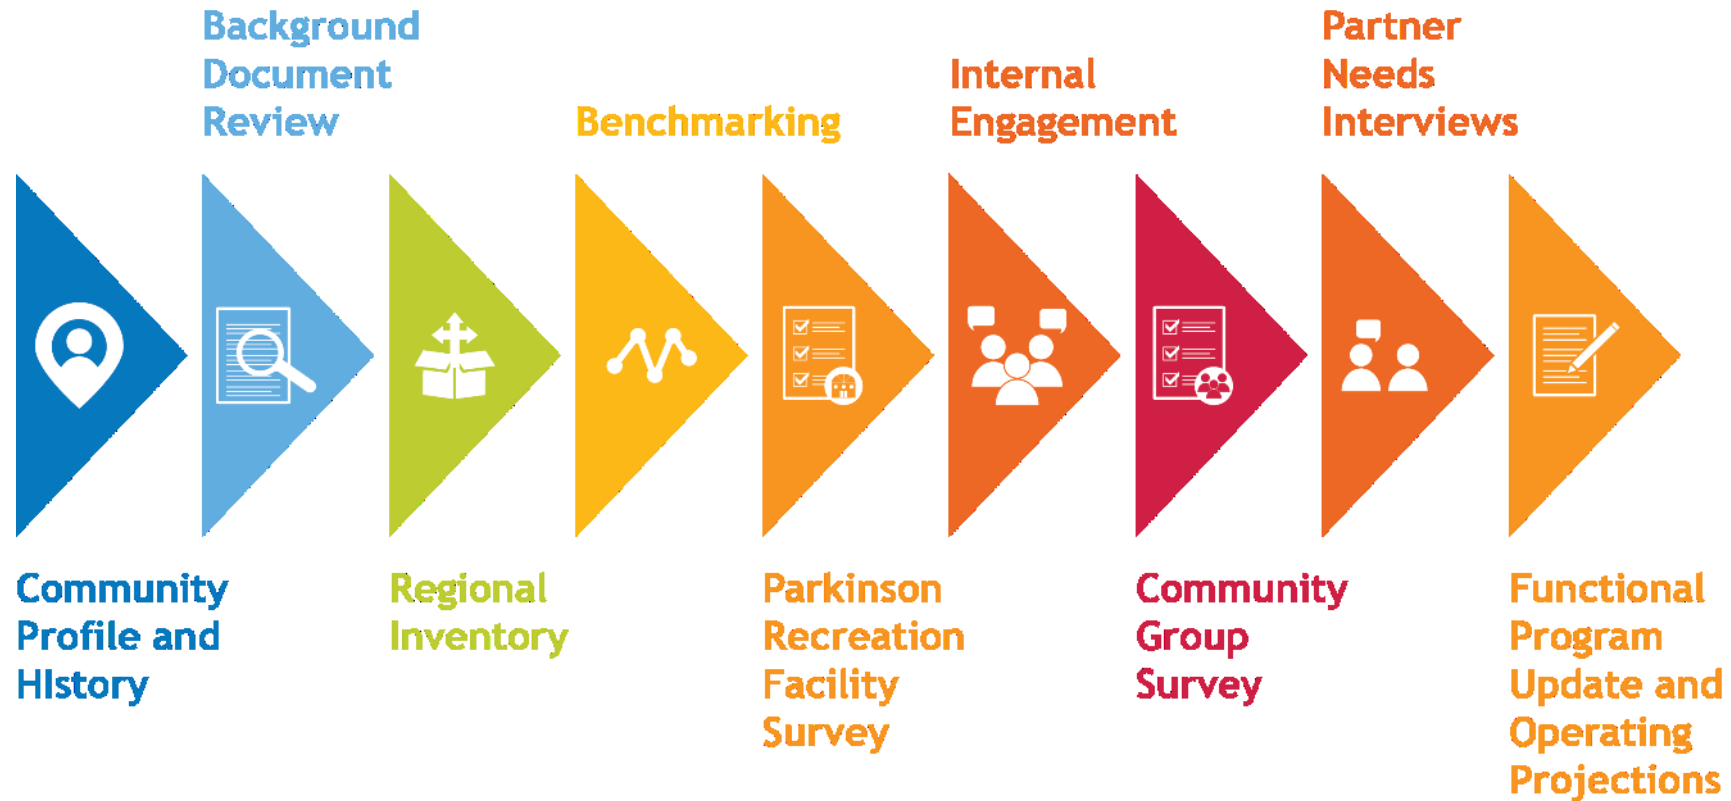 Community
Profile and
HIstory
Background
Document
Review
Regional
Inventory
Benchmarking
Parkinson
Recreation
Facility
Survey
Internal
Engagement
Community
Group
Survey
Partner
Needs
Interviews
Functional
Program
Update and
Operating
Projections